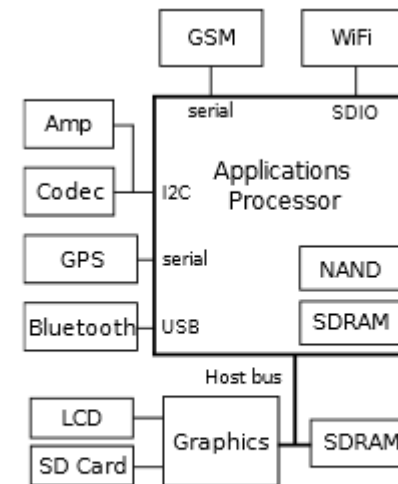 GSM
WiFi
serial
SDIO
Amp
Applications
Processor
Codec
I2C
GPS
serial
NAND
Bluetooth
USB
SDRAM
Host bus
LCD
Graphics
SDRAM
SD Card